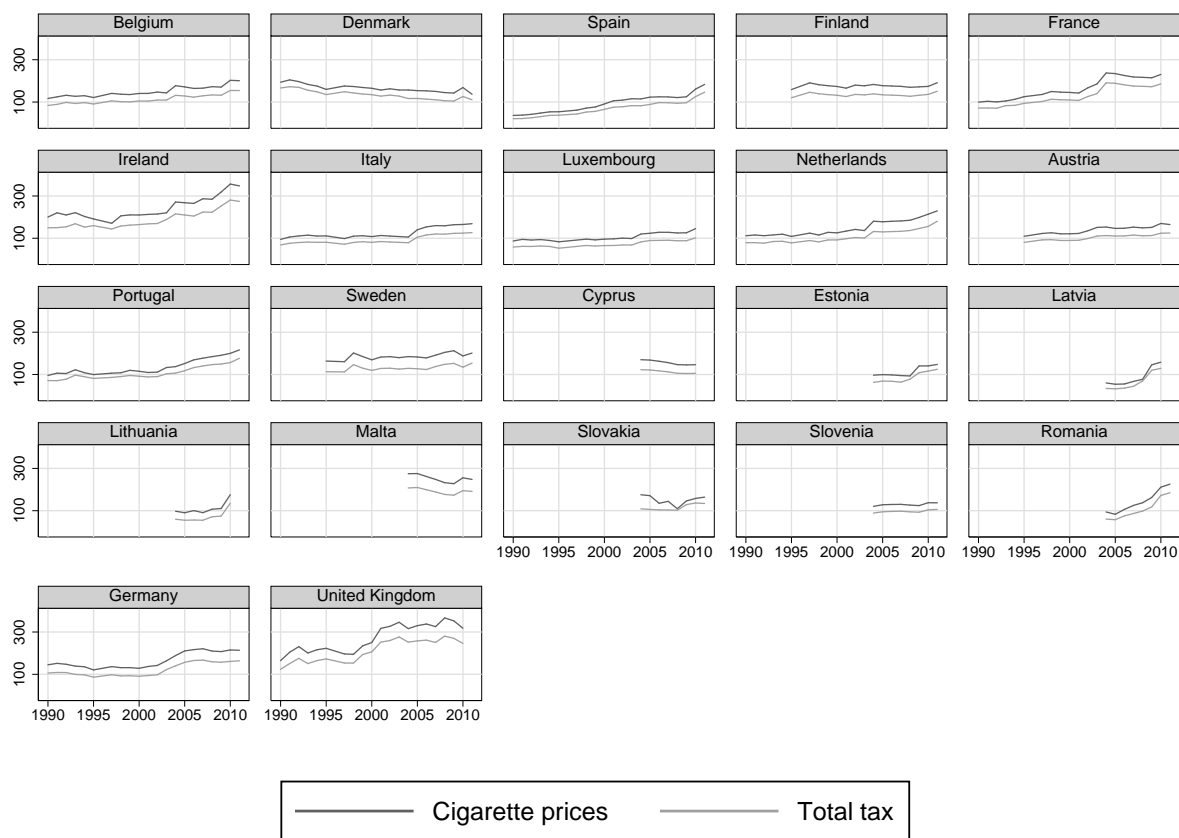 Belgium Denmark Spain Finland France
300
100
Ireland Italy Luxembourg Netherlands Austria
300
100
Portugal Sweden Cyprus Estonia Latvia
300
100
Lithuania Malta Slovakia Slovenia Romania
300
100
1990 1995 2000 2005 2010 1990 1995 2000 2005 2010 1990 1995 2000 2005 2010
Germany United Kingdom
300
100
1990 1995 2000 2005 2010 1990 1995 2000 2005 2010
Cigarette prices Total tax